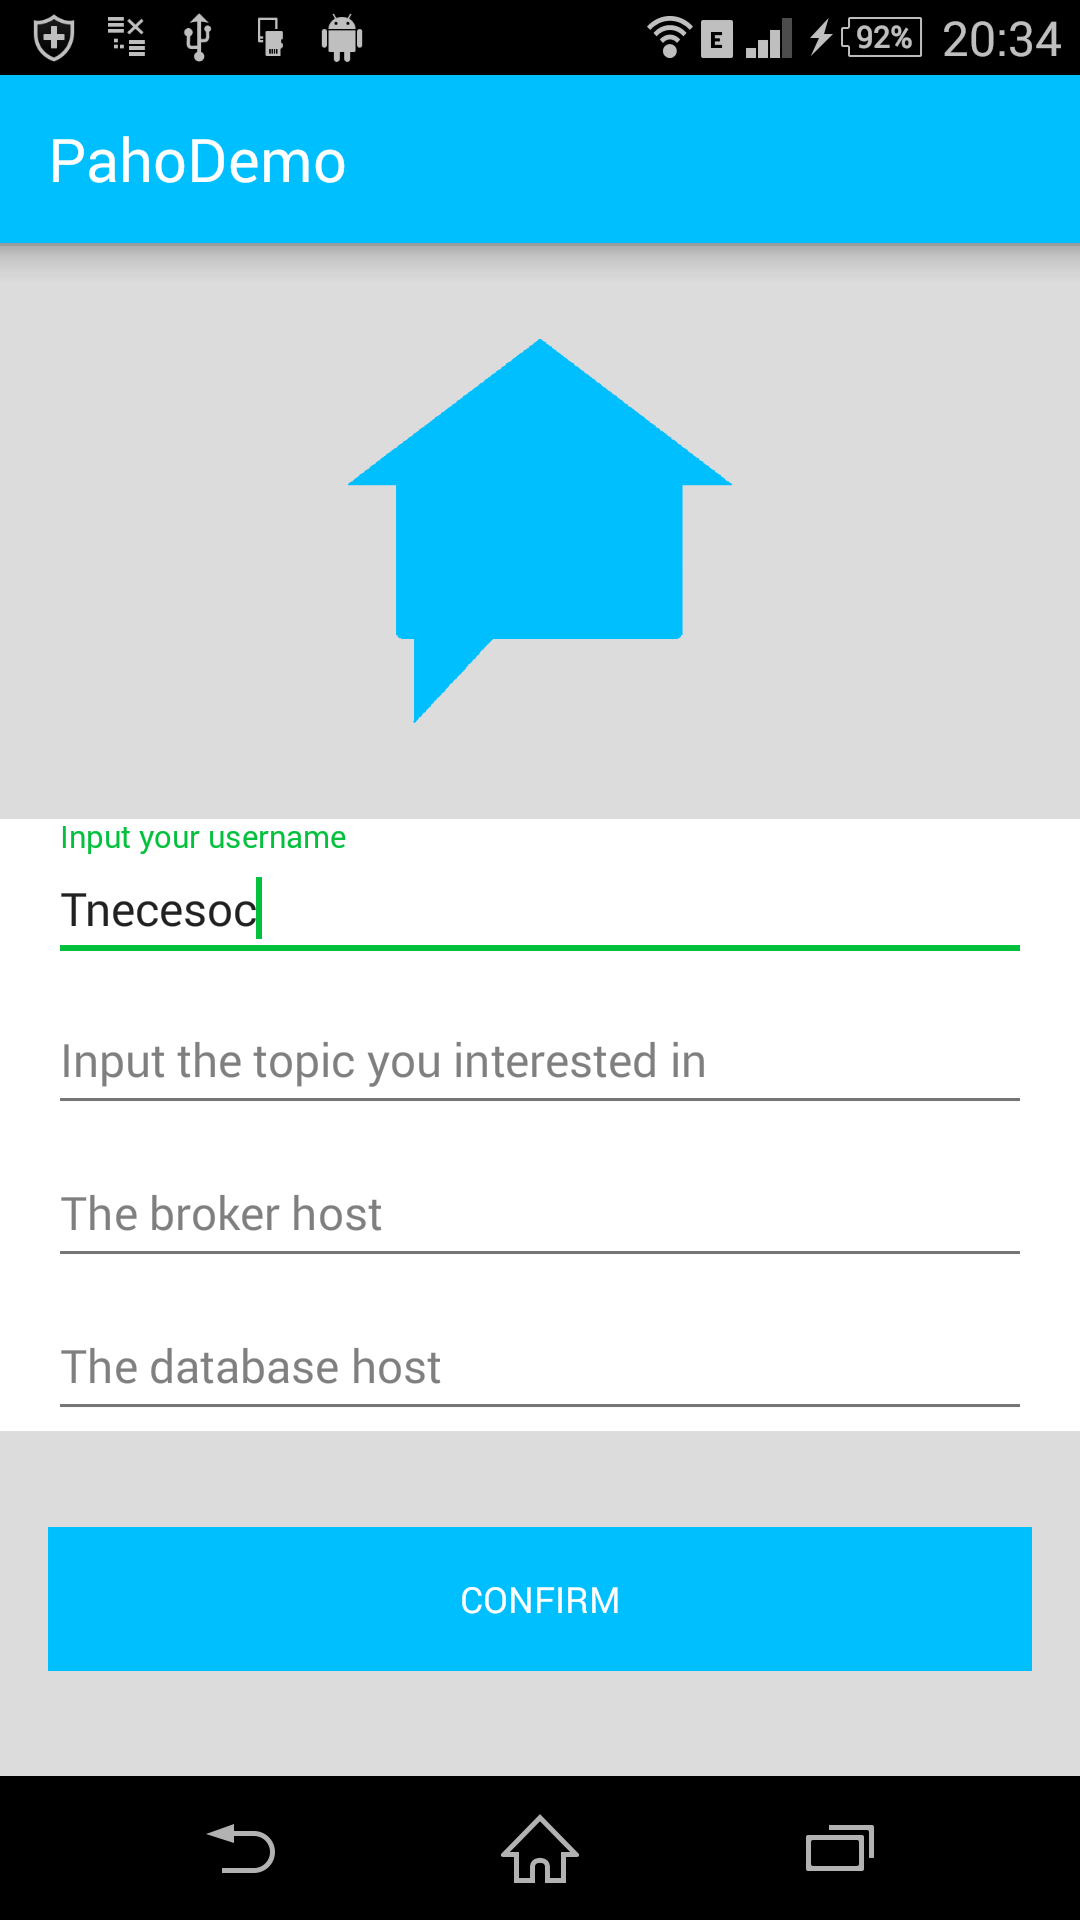 E 92% 20:34
PahoDemo
Input your username
Tnecesoc
Input the topic you interested in
The broker host
The database host
CONFIRM